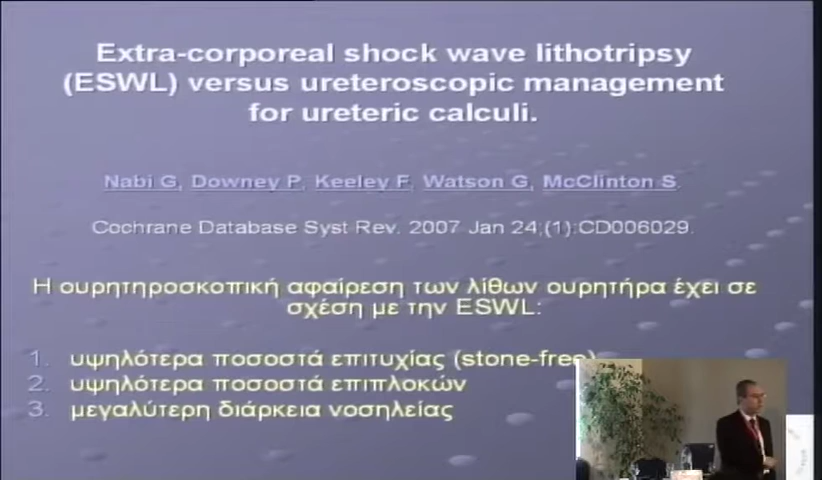 Extra-corporeal shock wave lithotripsy
(ESWL) versus ureteroscopic management
for ureteric calculi.
Nabi G, Downey P, Keeley F, Watson G, McClinton S.
Cochrane Database Syst Rev. 2007 Jan 24;(1):CD006029.
Η ουρητηροσκοπική αφαίρεση των λίθων ουρητήρα έχει σε
σχέση με την ESWL:
1. υψηλότερα ποσοστά επιτυχίας (stone-free)
2. υψηλότερα ποσοστά επιπλοκών
3. μεγαλύτερη διάρκεια νοσηλείας